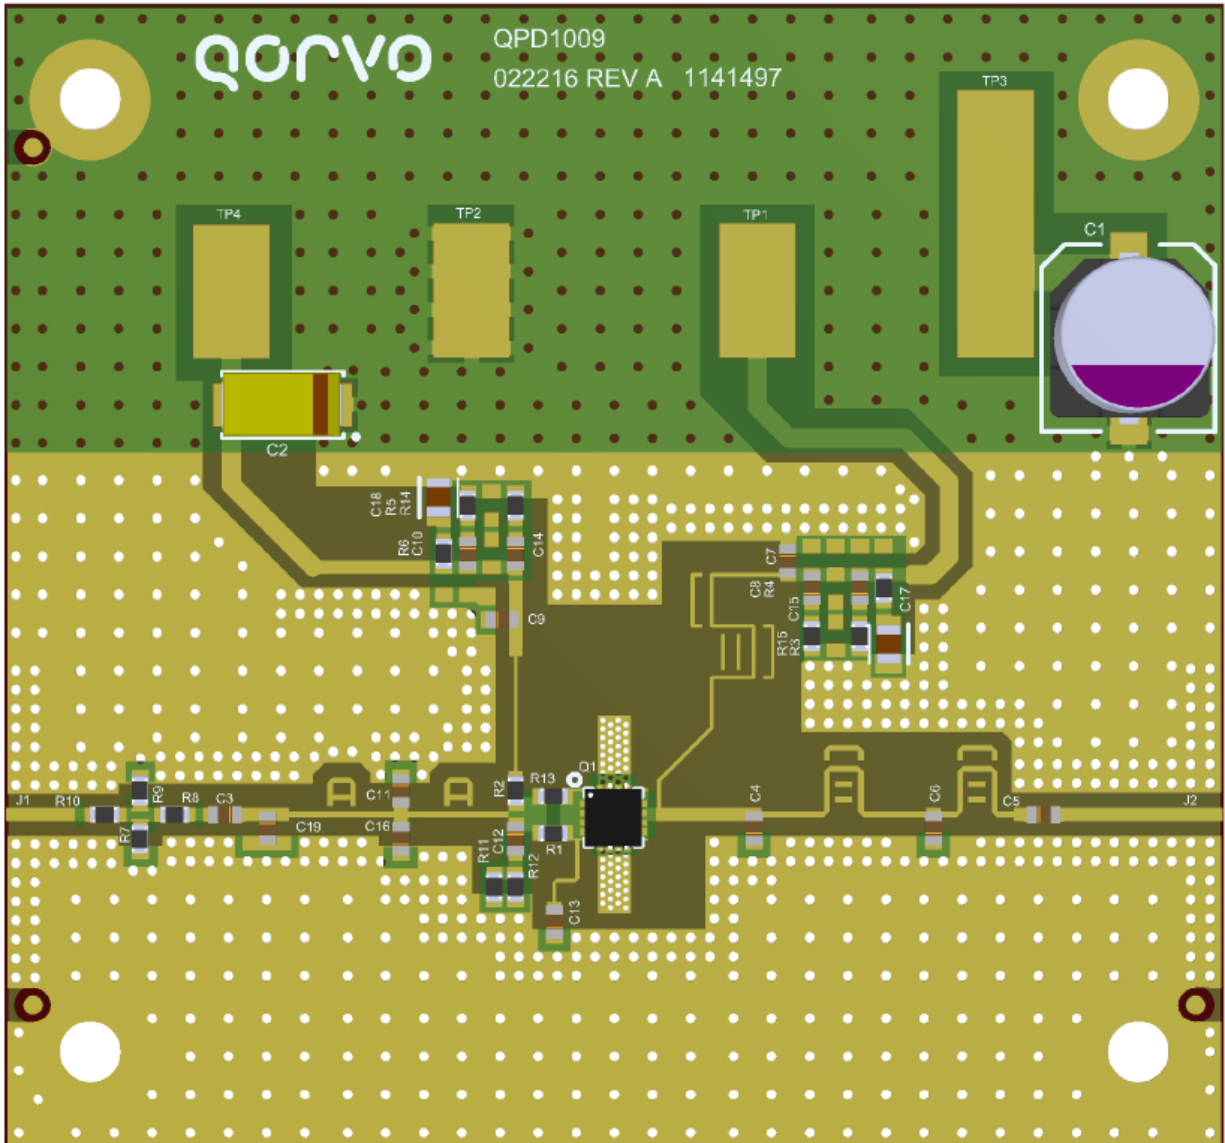 QORVO
QPD1009
022216 REV A 1141497
TP3
TP4
TP2
TP1
C1
C2
C18
R5
R14
R6
C10
C14
C9
C7
C8
R4
C15
C17
R15
R3
Q1
J1
R10
R9
R8
C3
R7
C19
C11
C16
R2
R13
C12
R1
R11
R12
C13
C4
C6
C5
J2